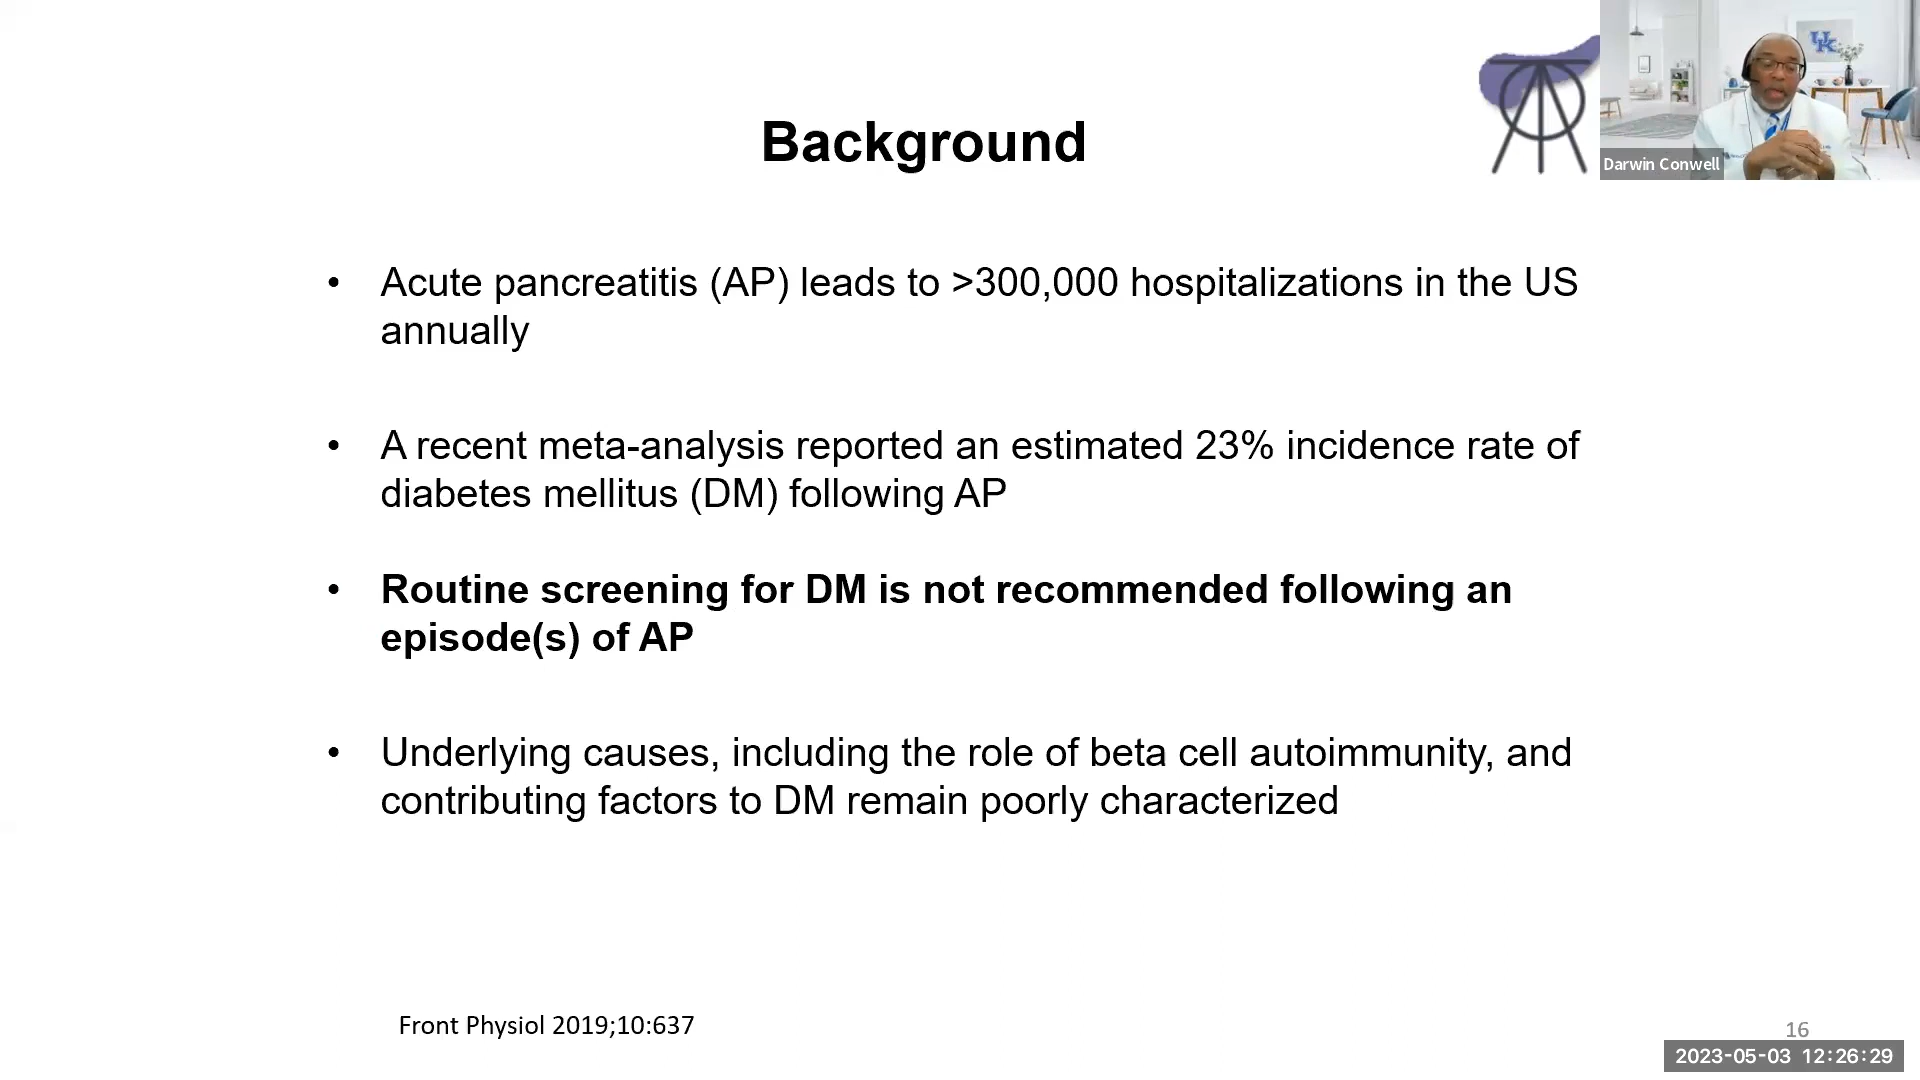 Background
UK
Darwin Conwell
• Acute pancreatitis (AP) leads to >300,000 hospitalizations in the US
annually
• A recent meta-analysis reported an estimated 23% incidence rate of
diabetes mellitus (DM) following AP
• Routine screening for DM is not recommended following an
episode(s) of AP
• Underlying causes, including the role of beta cell autoimmunity, and
contributing factors to DM remain poorly characterized
Front Physiol 2019;10:637
16
2023-05-03 12:26:29